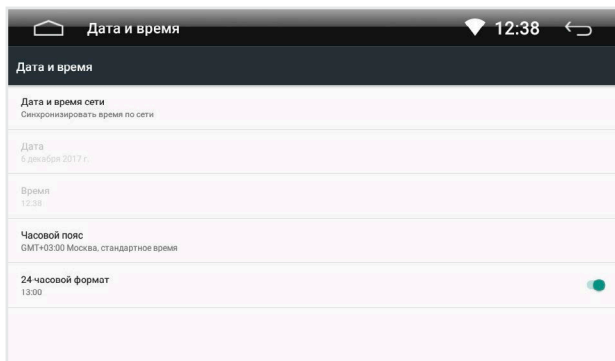 Дата и время 12:38
Дата и время
Дата и время сети
Синхронизировать время по сети
Дата
6 декабря 2017 г.
Время
12:38
Часовой пояс
GMT+03:00 Москва, стандартное время
24-часовой формат
13:00